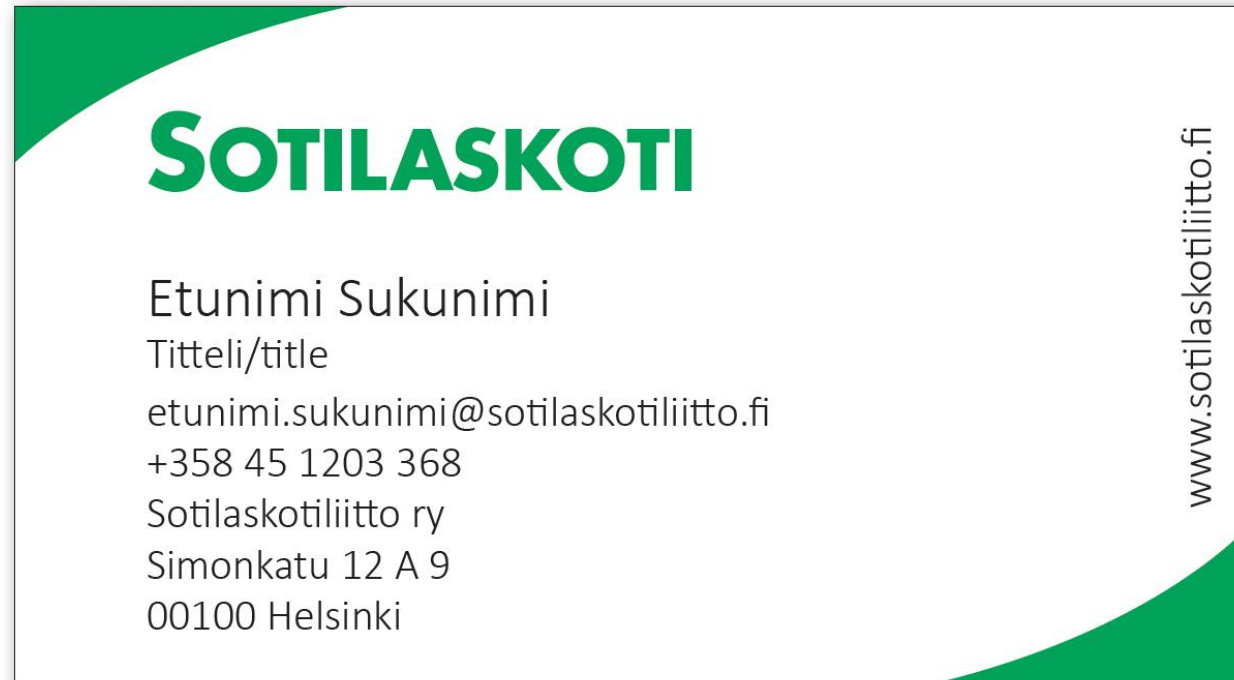 SOTILASKOTI
Etunimi Sukunimi
Titteli/title
etunimi.sukunimi@sotilaskotiliitto.fi
+358 45 1203 368
Sotilaskotiliitto ry
Simonkatu 12 A 9
00100 Helsinki
www.sotilaskotiliitto.fi